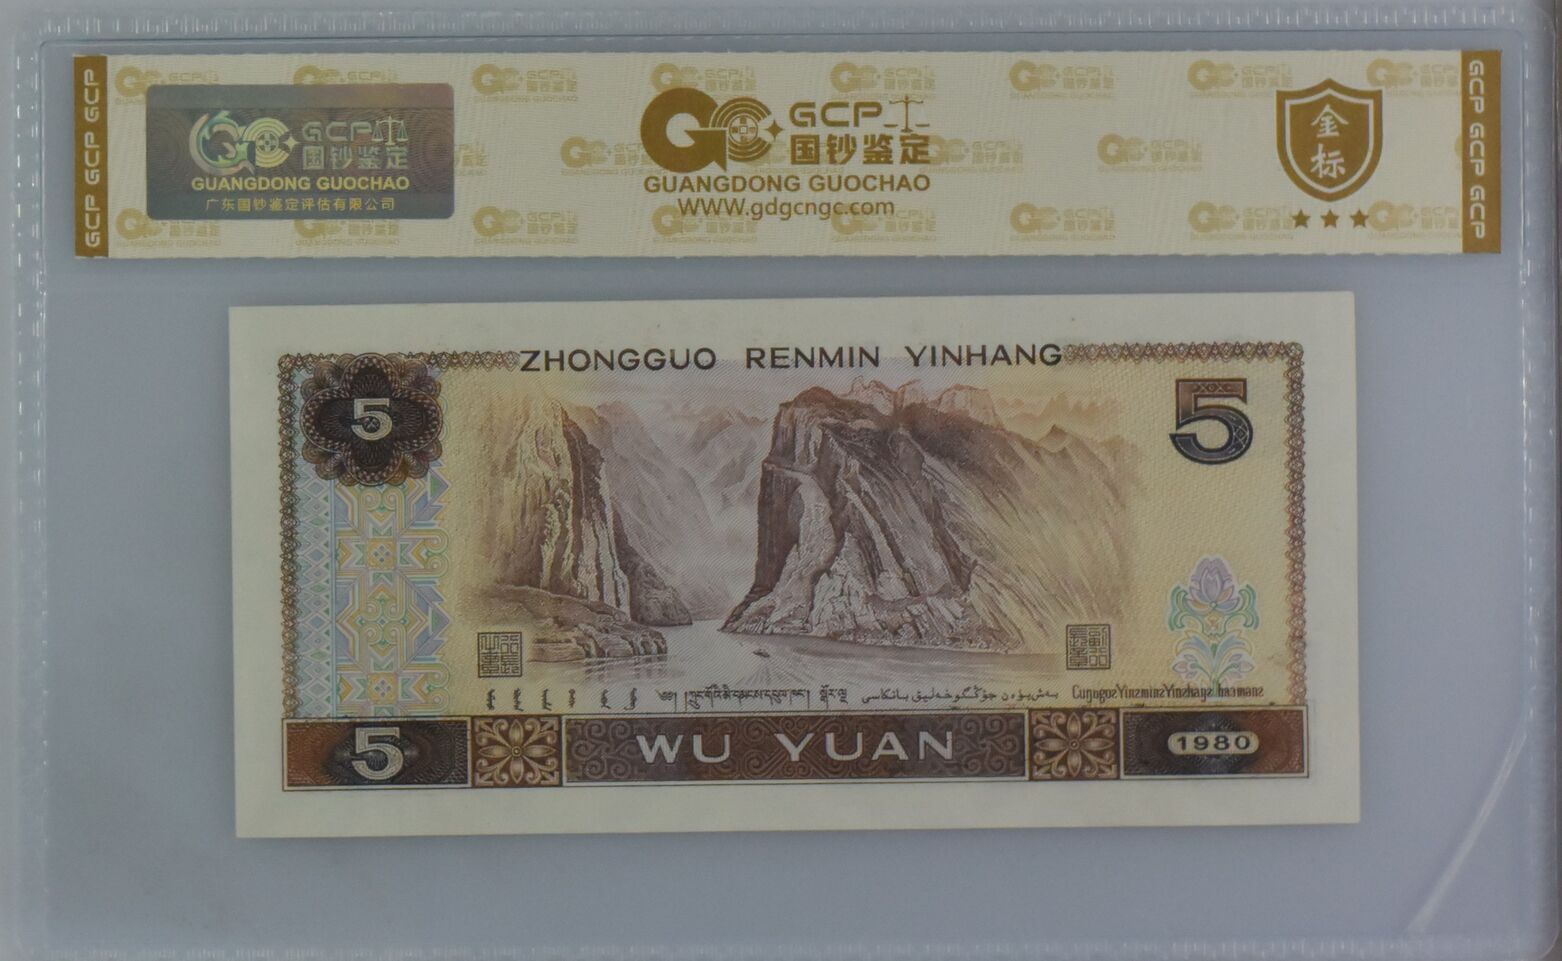 GCP GCP GCP
GCP
国钞鉴定
GUANGDONG GUOCHAO
广东国钞鉴定评估有限公司
GCP
国钞鉴定
GUANGDONG GUOCHAO
WWW.gdgcngc.com
金标
GCP GCP GCP
ZHONGGUO RENMIN YINHANG
5
5
5
WU YUAN
1980